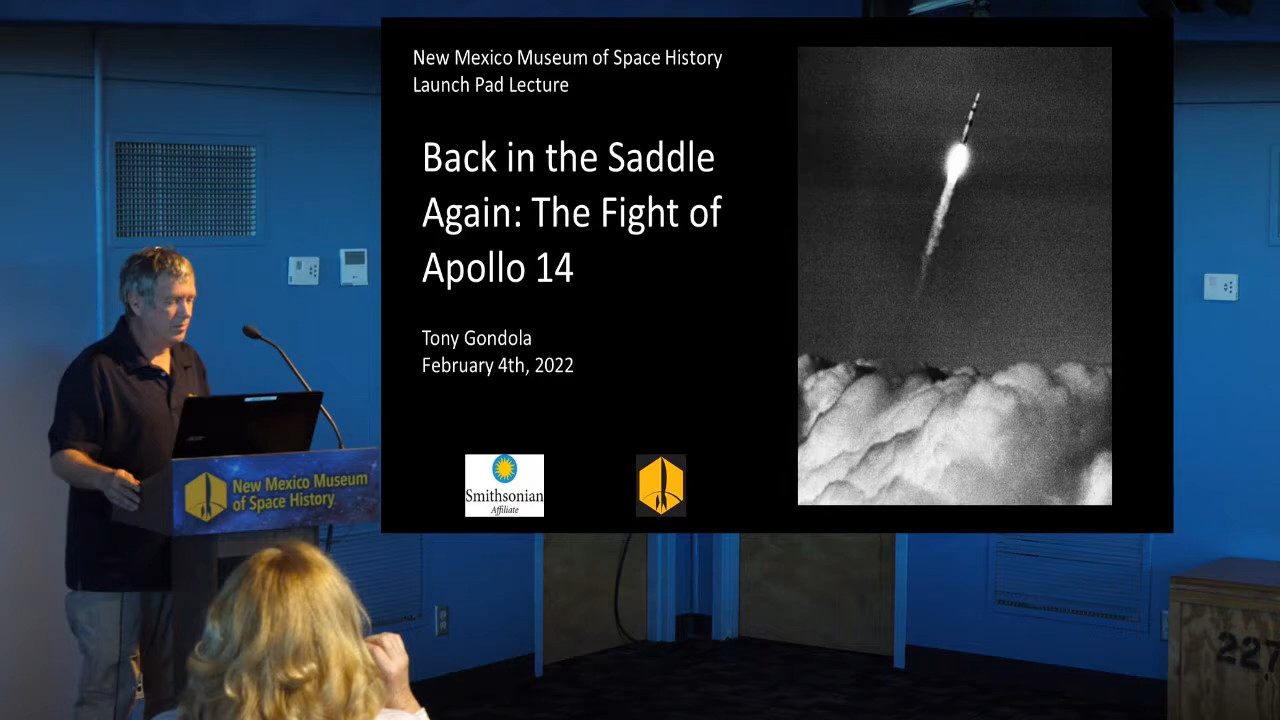 New Mexico Museum of Space History
Launch Pad Lecture
Back in the Saddle
Again: The Fight of
Apollo 14
Tony Gondola
February 4th, 2022
Smithsonian
Affiliate
acer
New Mexico Museum
of Space History
227